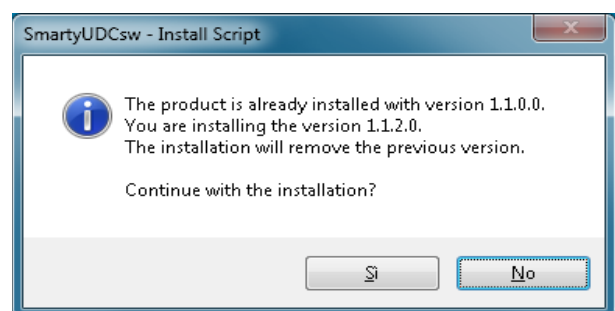 SmartyUDCsw - Install Script
The product is already installed with version 1.1.0.0.
You are installing the version 1.1.2.0.
The installation will remove the previous version.
Continue with the installation?
Sì
No